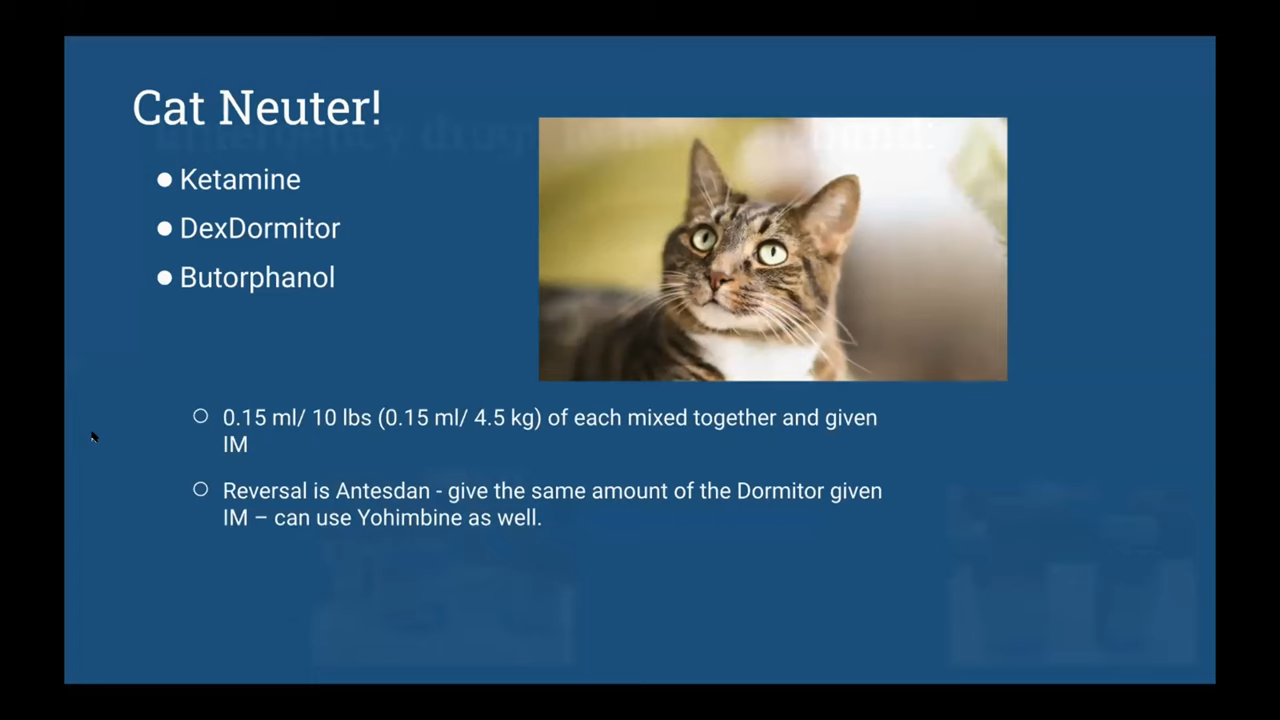 Cat Neuter!
● Ketamine
● DexDormitor
● Butorphanol
○ 0.15 ml/ 10 lbs (0.15 ml/ 4.5 kg) of each mixed together and given
IM
○ Reversal is Antesdan - give the same amount of the Dormitor given
IM – can use Yohimbine as well.